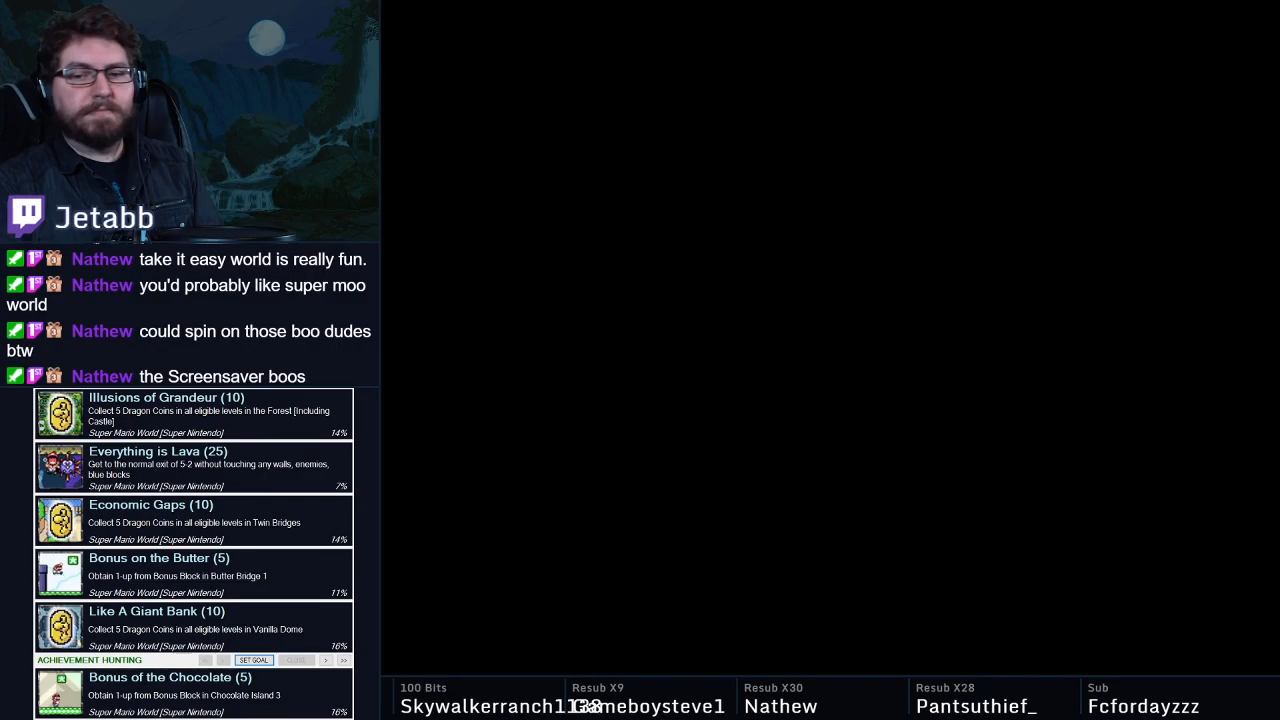 Jetabb
Nathew take it easy world is really fun.
Nathew you'd probably like super moo
world
Nathew could spin on those boo dudes
btw
Nathew the Screensaver boos
Illusions of Grandeur (10)
Collect 5 Dragon Coins in all eligible levels in the Forest [Including
Castle]
Super Mario World [Super Nintendo] 14%
Everything is Lava (25)
Get to the normal exit of 5-2 without touching any walls, enemies,
blue blocks
Super Mario World [Super Nintendo] 7%
Economic Gaps (10)
Collect 5 Dragon Coins in all eligible levels in Twin Bridges
Super Mario World [Super Nintendo] 14%
Bonus on the Butter (5)
Obtain 1-up from Bonus Block in Butter Bridge 1
Super Mario World [Super Nintendo] 11%
Like A Giant Bank (10)
Collect 5 Dragon Coins in all eligible levels in Vanilla Dome
Super Mario World [Super Nintendo] 16%
ACHIEVEMENT HUNTING SET GOAL CLOSE > >>
Bonus of the Chocolate (5)
Obtain 1-up from Bonus Block in Chocolate Island 3
Super Mario World [Super Nintendo] 16%
100 Bits
Skywalkerranch1138
Resub X9
Gameboysteve1
Resub X30
Nathew
Resub X28
Pantsuthief_
Sub
Fcfordayzzz